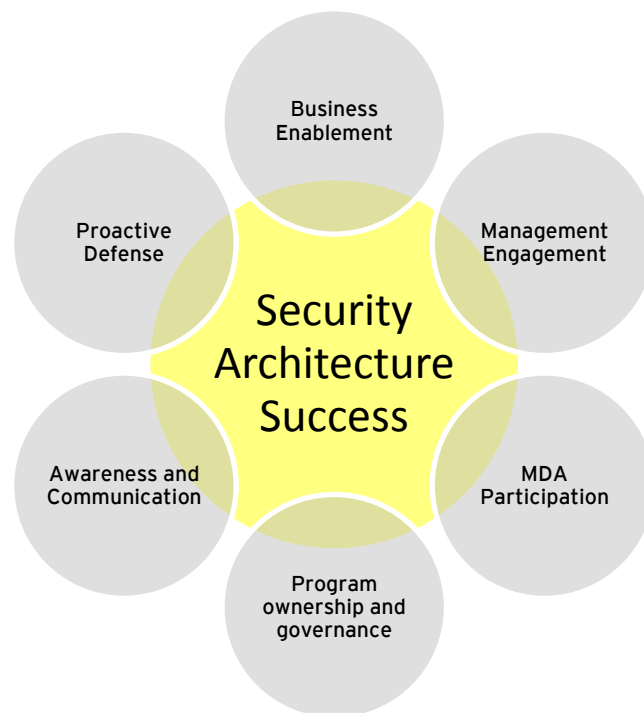 Business
Enablement
Proactive
Defense
Management
Engagement
Security
Architecture
Success
Awareness and
Communication
MDA
Participation
Program
ownership and
governance